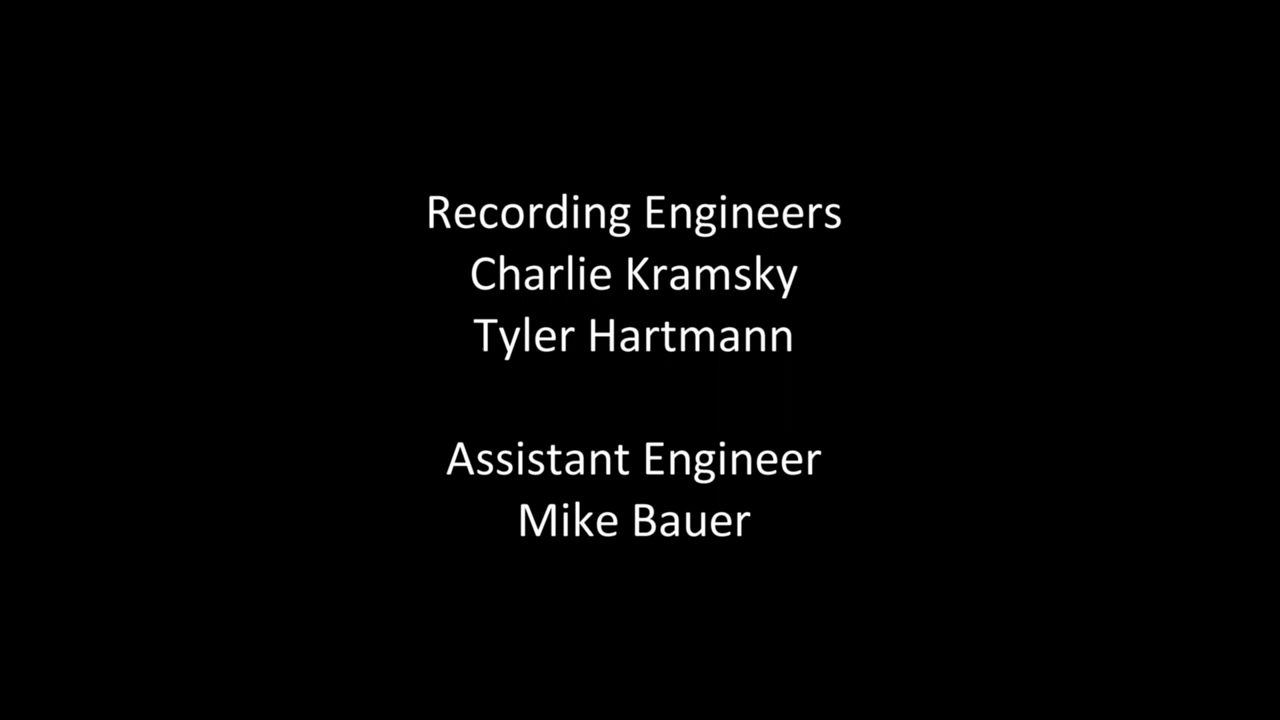 Recording Engineers
Charlie Kramsky
Tyler Hartmann
Assistant Engineer
Mike Bauer